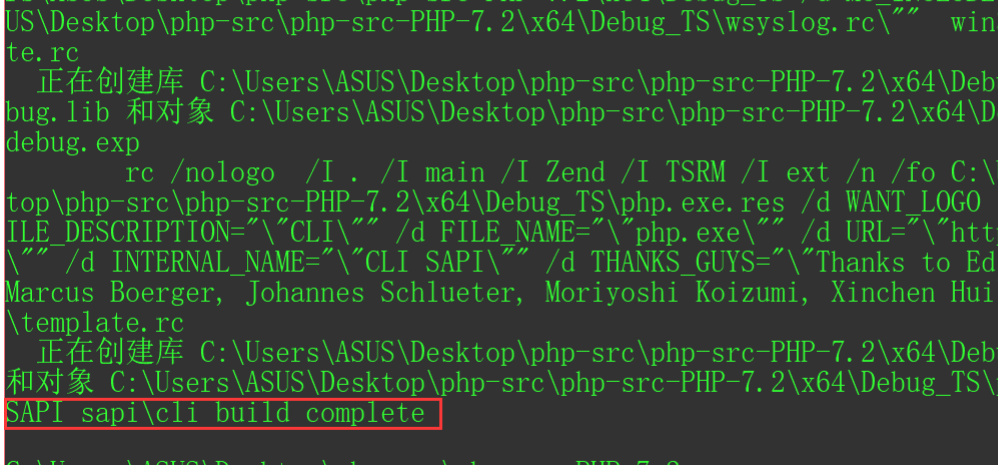 US\Desktop\php-src\php-src-PHP-7.2\x64\Debug_TS\wsyslog.rc\"" win
te.rc
正在创建库 C:\Users\ASUS\Desktop\php-src\php-src-PHP-7.2\x64\Deb
bug.lib 和对象 C:\Users\ASUS\Desktop\php-src\php-src-PHP-7.2\x64\D
debug.exp
rc /nologo /I . /I main /I Zend /I TSRM /I ext /n /fo C:\
top\php-src\php-src-PHP-7.2\x64\Debug_TS\php.exe.res /d WANT_LOGO
ILE_DESCRIPTION="\"CLI\"" /d FILE_NAME="\"php.exe\"" /d URL="\"htt
\"" /d INTERNAL_NAME="\"CLI SAPI\"" /d THANKS_GUYS="\"Thanks to Ed
Marcus Boerger, Johannes Schlueter, Moriyoshi Koizumi, Xinchen Hui
\template.rc
正在创建库 C:\Users\ASUS\Desktop\php-src\php-src-PHP-7.2\x64\Deb
和对象 C:\Users\ASUS\Desktop\php-src\php-src-PHP-7.2\x64\Debug_TS\
SAPI sapi\cli build complete